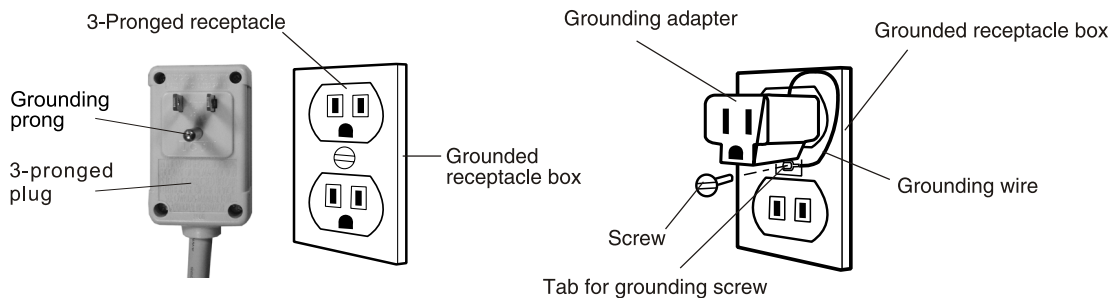 3-Pronged receptacle
Grounding
prong
3-pronged
plug
Grounded
receptacle box
Grounding adapter
Grounded receptacle box
Grounding wire
Screw
Tab for grounding screw